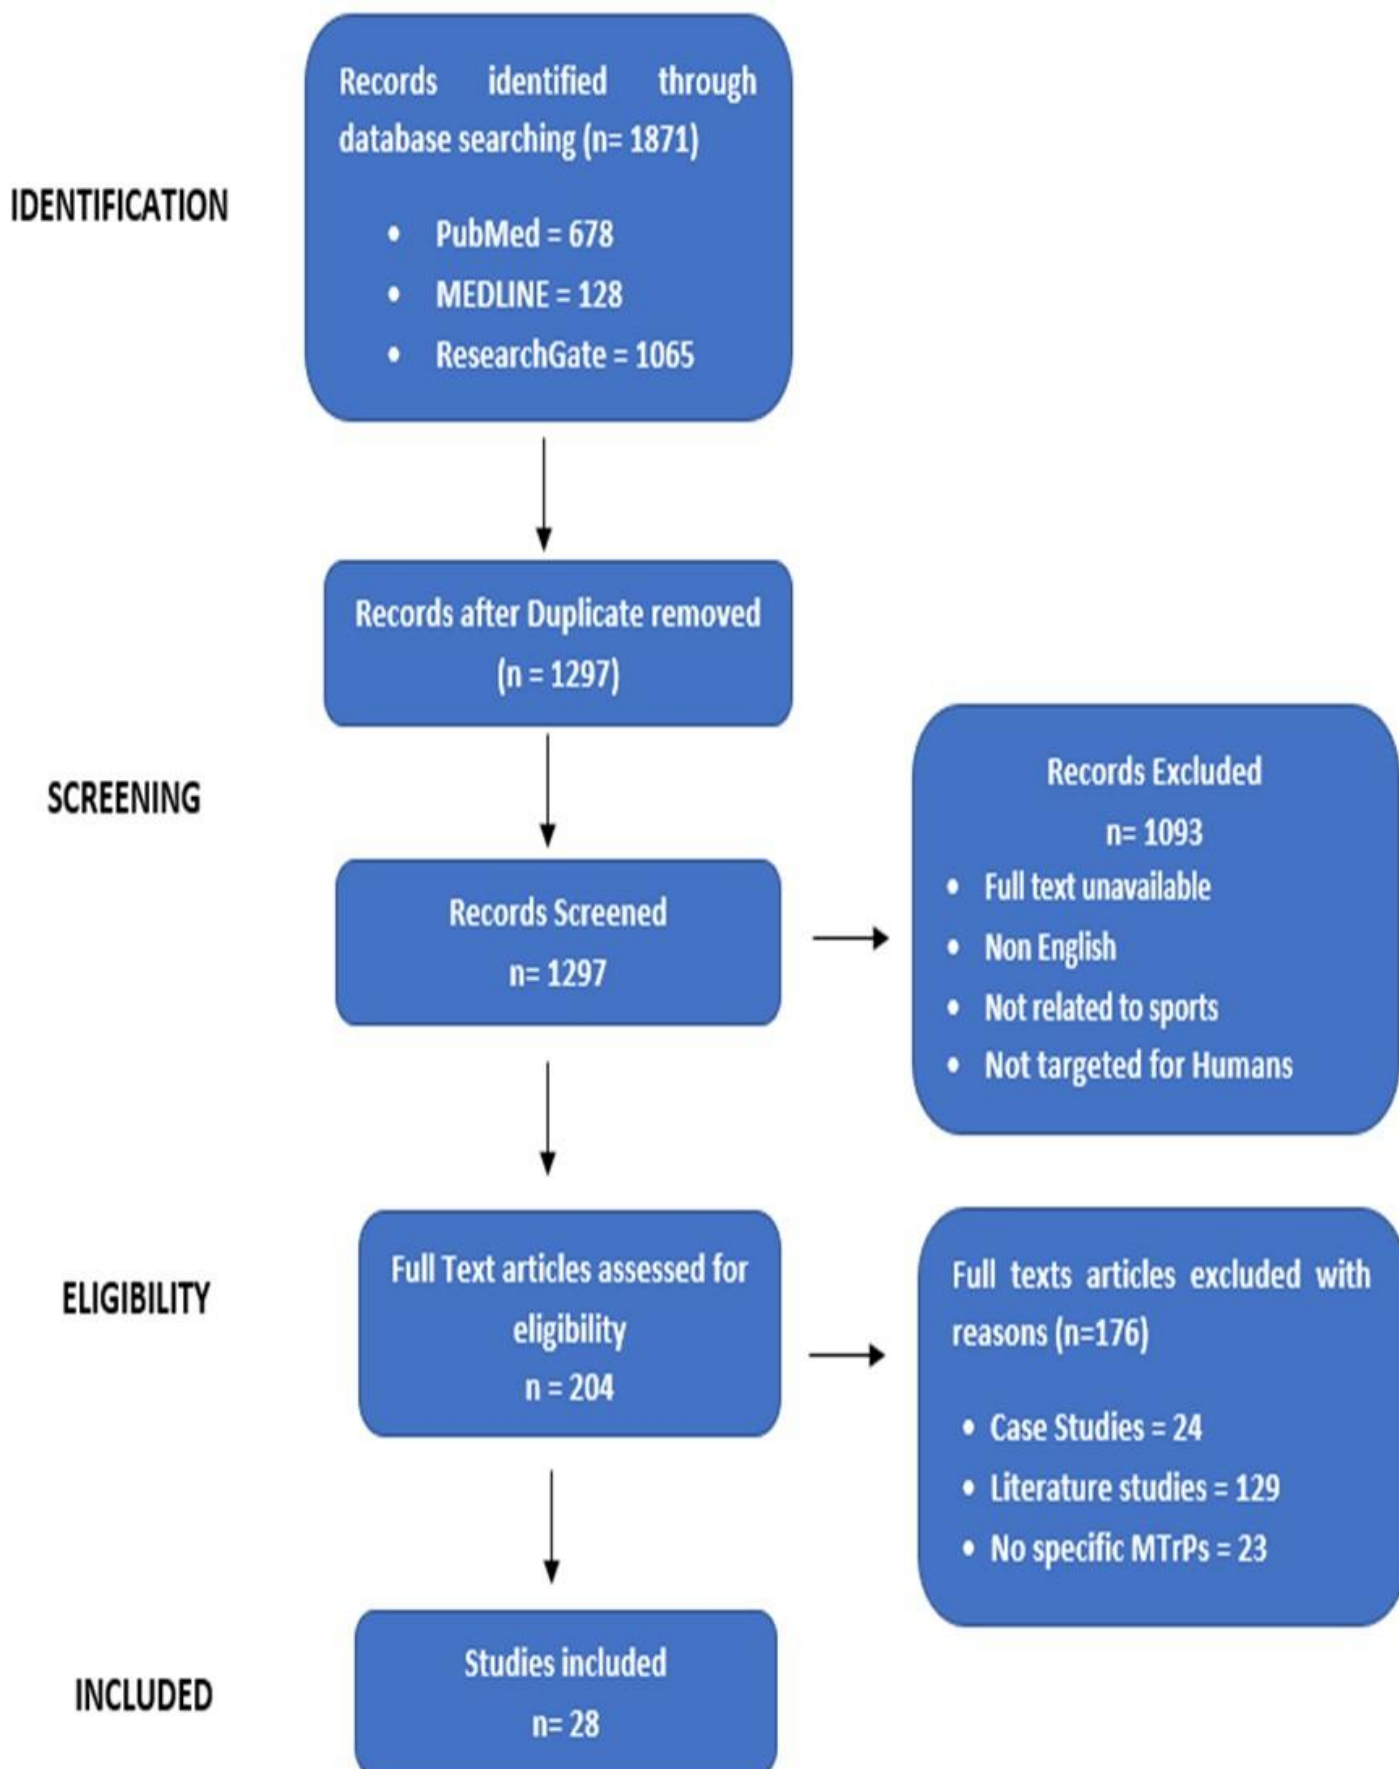 IDENTIFICATION
Records identified through
database searching (n= 1871)
• PubMed = 678
• MEDLINE = 128
• ResearchGate = 1065
Records after Duplicate removed
(n = 1297)
SCREENING
Records Screened
n= 1297
Records Excluded
n= 1093
• Full text unavailable
• Non English
• Not related to sports
• Not targeted for Humans
ELIGIBILITY
Full Text articles assessed for
eligibility
n = 204
Full texts articles excluded with
reasons (n=176)
• Case Studies = 24
• Literature studies = 129
• No specific MTrPs = 23
INCLUDED
Studies included
n= 28